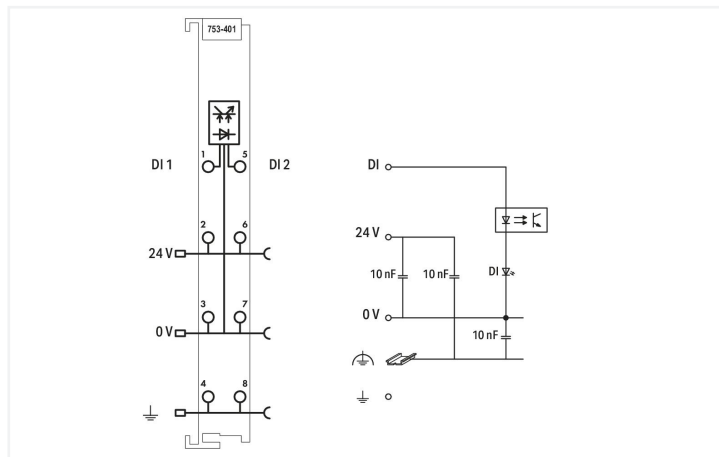 753-401
1 5
DI 1 DI 2
2 6
24 V
3 7
0 V
4 8
DI
24 V
10 nF 10 nF DI
0 V
10 nF